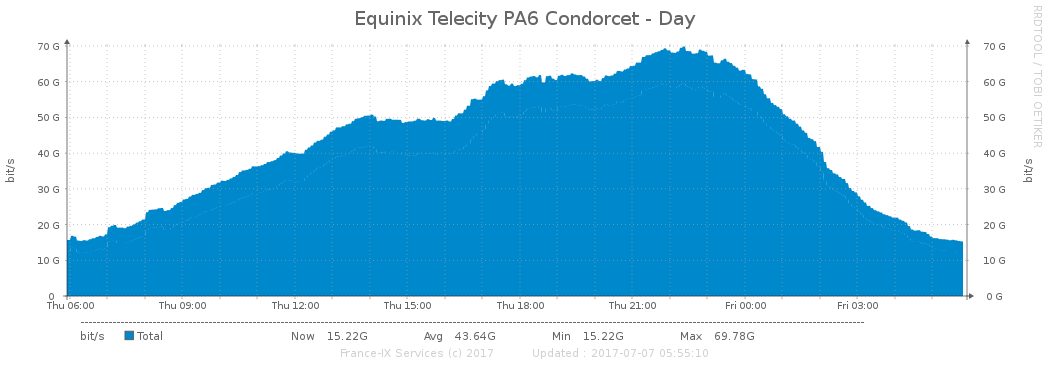 Equinix Telecity PA6 Condorcet - Day
RRDTOOL / TOBI OETIKER
70 G 70 G
60 G 60 G
50 G 50 G
40 G 40 G
30 G 30 G
20 G 20 G
10 G 10 G
0 0 G
bit/s bit/s
Thu 06:00 Thu 09:00 Thu 12:00 Thu 15:00 Thu 18:00 Thu 21:00 Fri 00:00 Fri 03:00
bit/s Total Now 15.22G Avg 43.64G Min 15.22G Max 69.78G
France-IX Services (c) 2017 Updated : 2017-07-07 05:55:10